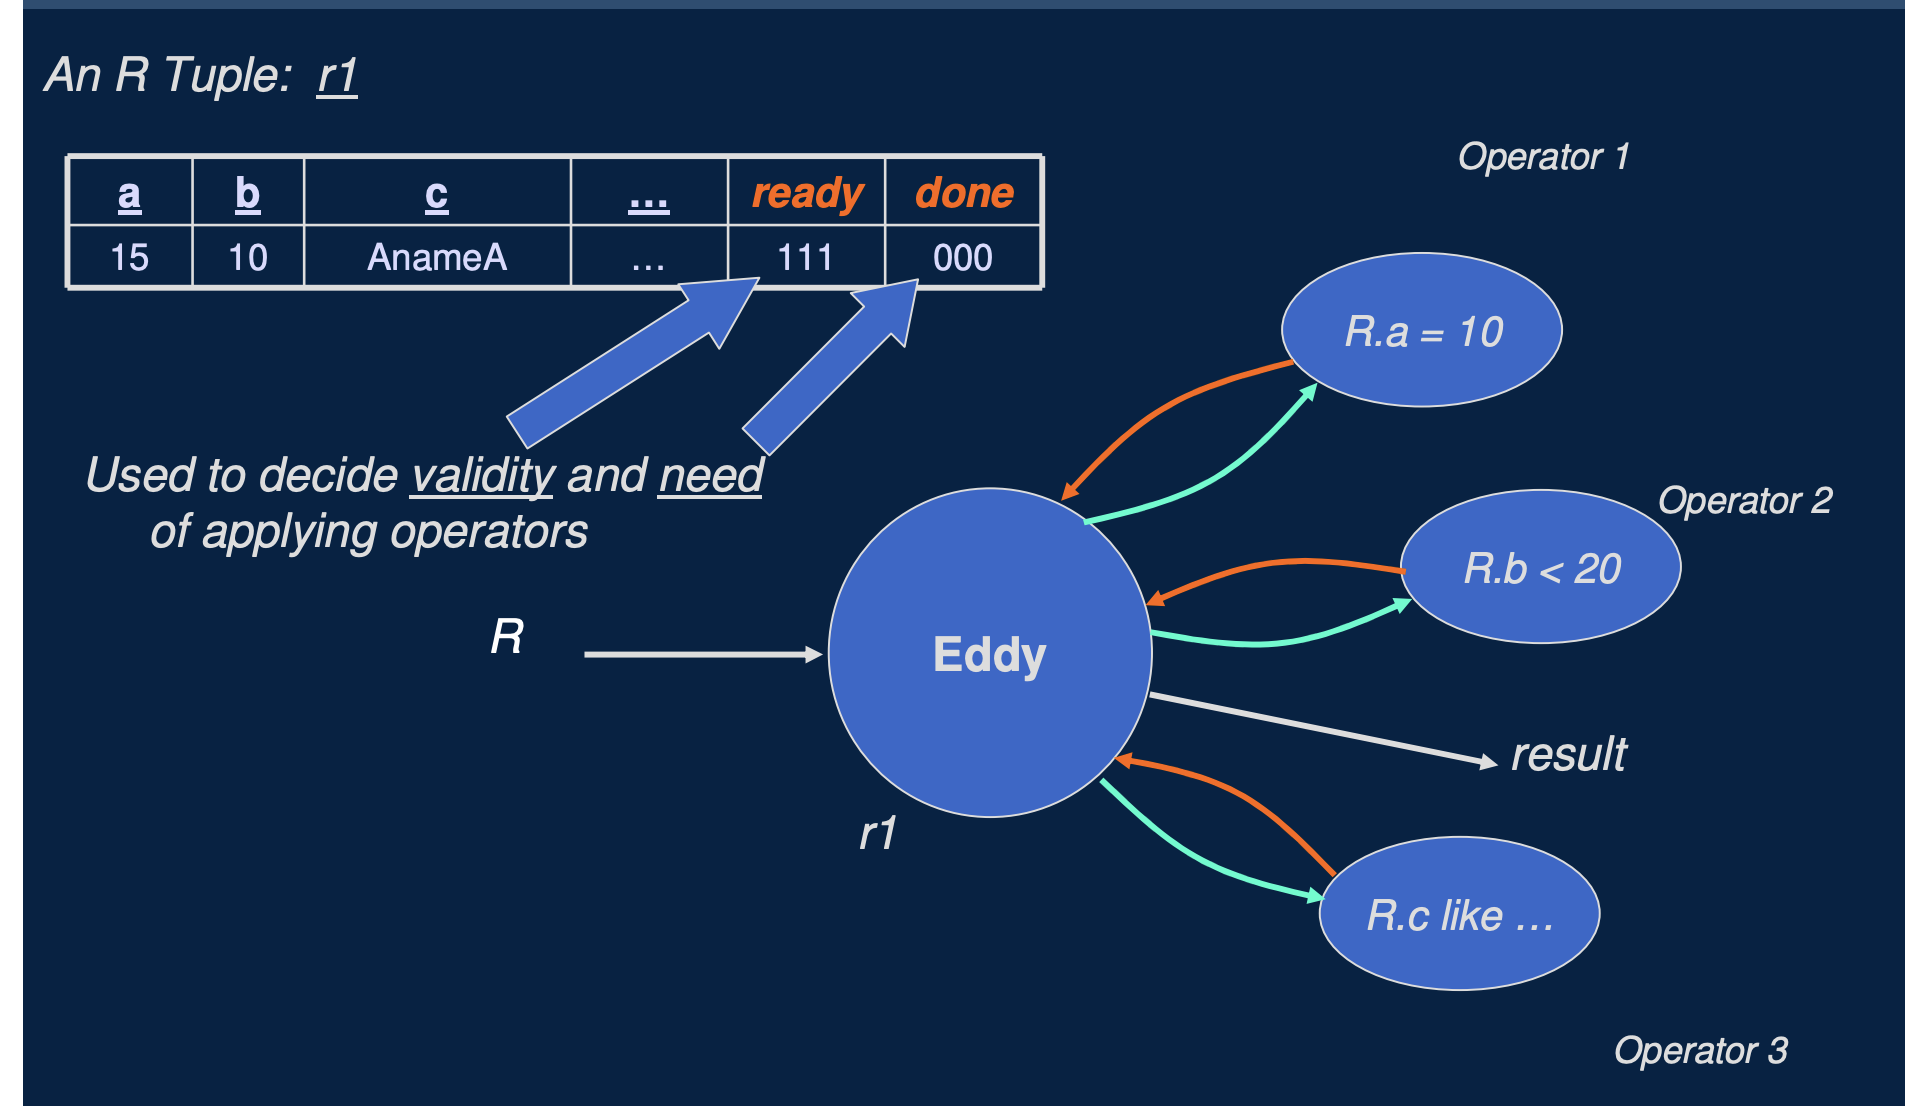 An R Tuple: r1
a b c … ready done
15 10 AnameA … 111 000
Used to decide validity and need
of applying operators
Operator 1
R.a = 10
Operator 2
R.b < 20
R
Eddy
result
r1
R.c like …
Operator 3